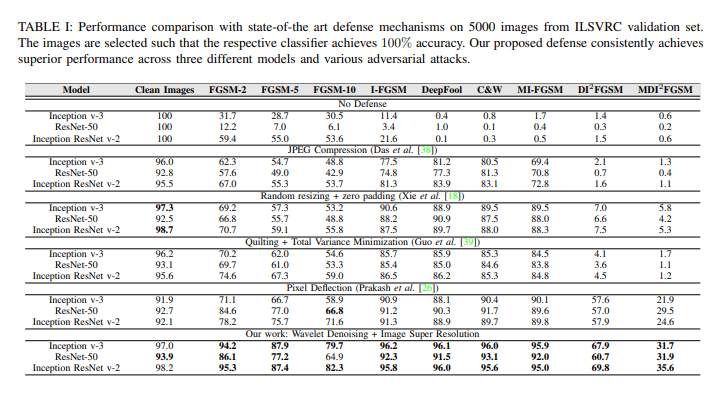 TABLE I: Performance comparison with state-of-the art defense mechanisms on 5000 images from ILSVRC validation set.
The images are selected such that the respective classifier achieves 100% accuracy. Our proposed defense consistently achieves
superior performance across three different models and various adversarial attacks.
Model Clean Images FGSM-2 FGSM-5 FGSM-10 I-FGSM DeepFool C&W MI-FGSM DI²FGSM MDI²FGSM
No Defense
Inception v-3 100 31.7 28.7 30.5 11.4 0.4 0.8 1.7 1.4 0.6
ResNet-50 100 12.2 7.0 6.1 3.4 1.0 0.1 0.4 0.3 0.2
Inception ResNet v-2 100 59.4 55.0 53.6 21.6 0.1 0.3 0.5 1.5 0.6
JPEG Compression (Das et al. [38])
Inception v-3 96.0 62.3 54.7 48.8 77.5 81.2 80.5 69.4 2.1 1.3
ResNet-50 92.8 57.6 49.0 42.9 74.8 77.3 81.3 70.8 0.7 0.4
Inception ResNet v-2 95.5 67.0 55.3 53.7 81.3 83.9 83.1 72.8 1.6 1.1
Random resizing + zero padding (Xie et al. [18])
Inception v-3 97.3 69.2 57.3 53.2 90.6 88.9 89.5 89.5 7.0 5.8
ResNet-50 92.5 66.8 55.7 48.8 88.2 90.9 87.5 88.0 6.6 4.2
Inception ResNet v-2 98.7 70.7 59.1 55.8 87.5 89.7 88.0 88.3 7.5 5.3
Quilting + Total Variance Minimization (Guo et al. [39])
Inception v-3 96.2 70.2 62.0 54.6 85.7 85.9 85.3 84.5 4.1 1.7
ResNet-50 93.1 69.7 61.0 53.3 85.4 85.0 84.6 83.8 3.6 1.1
Inception ResNet v-2 95.6 74.6 67.3 59.0 86.5 86.2 85.3 84.8 4.5 1.2
Pixel Deflection (Prakash et al. [26])
Inception v-3 91.9 71.1 66.7 58.9 90.9 88.1 90.4 90.1 57.6 21.9
ResNet-50 92.7 84.6 77.0 66.8 91.2 90.3 91.7 89.6 57.0 29.5
Inception ResNet v-2 92.1 78.2 75.7 71.6 91.3 88.9 89.7 89.8 57.9 24.6
Our work: Wavelet Denoising + Image Super Resolution
Inception v-3 97.0 94.2 87.9 79.7 96.2 96.1 96.0 95.9 67.9 31.7
ResNet-50 93.9 86.1 77.2 64.9 92.3 91.5 93.1 92.0 60.7 31.9
Inception ResNet v-2 98.2 95.3 87.4 82.3 95.8 96.0 95.6 95.0 69.8 35.6